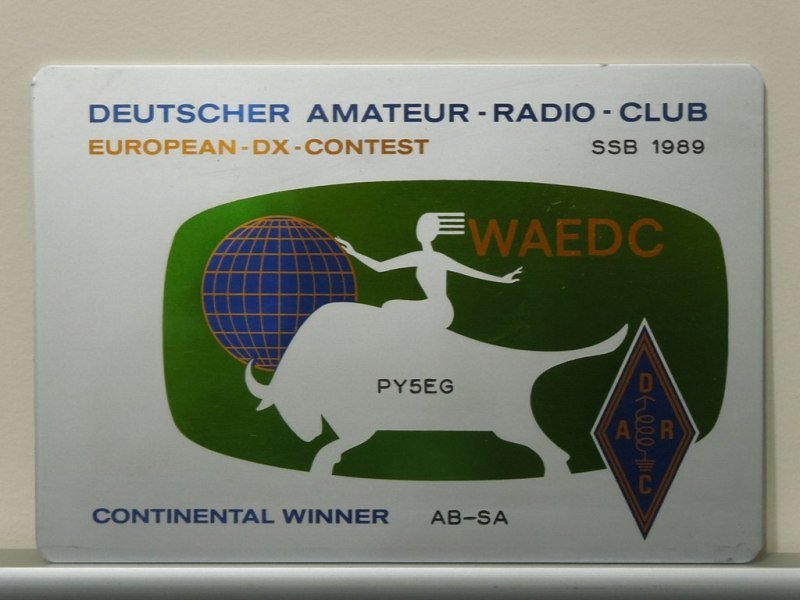 DEUTSCHER AMATEUR-RADIO-CLUB
EUROPEAN-DX-CONTEST SSB 1989
WAEDC
PY5EG
D
A R
C
CONTINENTAL WINNER AB-SA